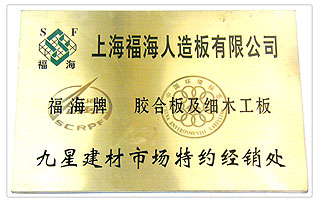 S F
福 海
上海福海人造板有限公司
福海牌 胶合板及细木工板
九星建材市场特约经销处